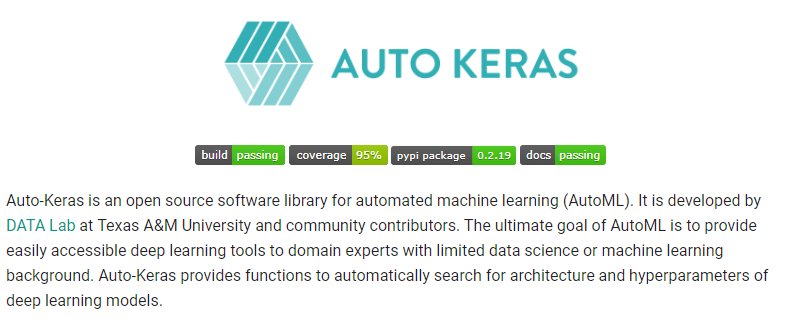 AUTO KERAS
build passing coverage 95% pypi package 0.2.19 docs passing
Auto-Keras is an open source software library for automated machine learning (AutoML). It is developed by
DATA Lab at Texas A&M University and community contributors. The ultimate goal of AutoML is to provide
easily accessible deep learning tools to domain experts with limited data science or machine learning
background. Auto-Keras provides functions to automatically search for architecture and hyperparameters of
deep learning models.